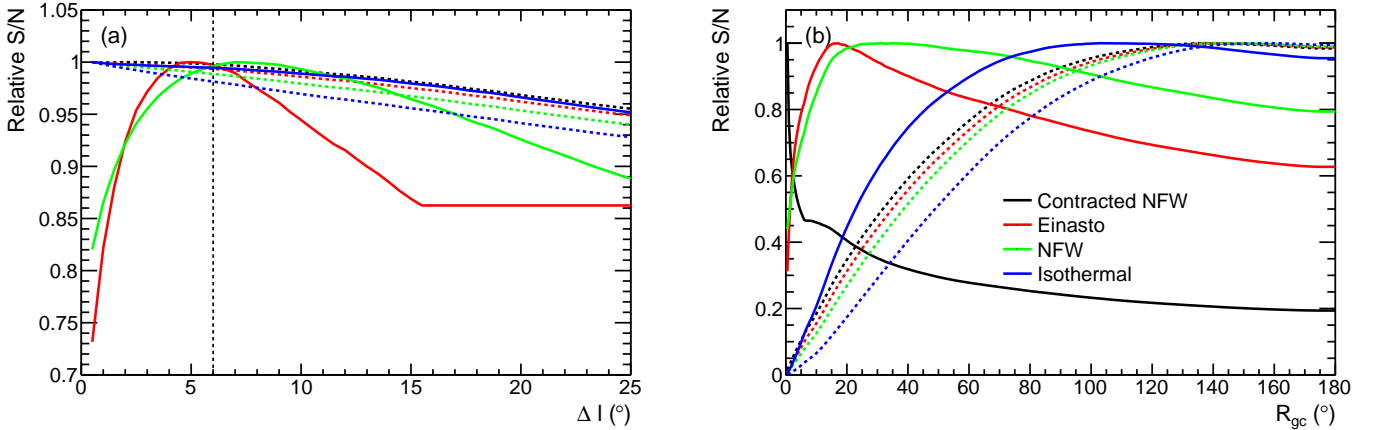 Relative S/N
1.05
1
0.95
0.9
0.85
0.8
0.75
0.7
(a)
0 5 10 15 20 25
Δ l (°)
Relative S/N
1
0.8
0.6
0.4
0.2
0
(b)
Contracted NFW
Einasto
NFW
Isothermal
0 20 40 60 80 100 120 140 160 180
R_gc (°)